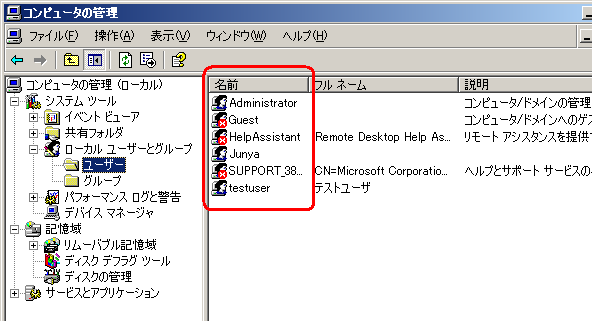 コンピュータの管理
ファイル(F) 操作(A) 表示(V) ウィンドウ(W) ヘルプ(H)
コンピュータの管理 (ローカル)
システム ツール
イベント ビューア
共有フォルダ
ローカル ユーザーとグループ
ユーザー
グループ
パフォーマンス ログと警告
デバイス マネージャ
記憶域
リムーバブル記憶域
ディスク デフラグ ツール
ディスクの管理
サービスとアプリケーション
名前 フル ネーム 説明
Administrator コンピュータ/ドメインの管理
Guest コンピュータ/ドメインへのゲス
HelpAssistant Remote Desktop Help As... リモート アシスタンスを提供す
Junya
SUPPORT_38... CN=Microsoft Corporatio... ヘルプとサポート サービスの
testuser テストユーザ